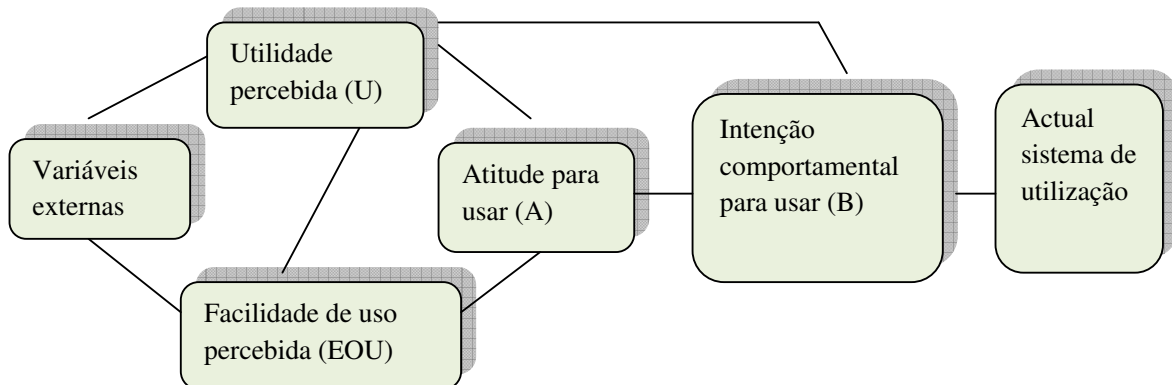 Utilidade
percebida (U)
Variáveis
externas
Facilidade de uso
percebida (EOU)
Atitude para
usar (A)
Intenção
comportamental
para usar (B)
Actual
sistema de
utilização